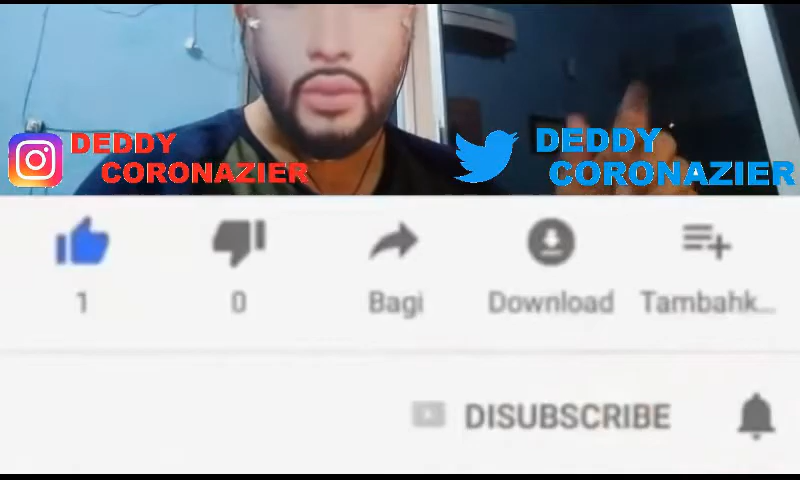 DEDDY
CORONAZIER
DEDDY
CORONAZIER
1
0
Bagi
Download
Tambahk...
DISUBSCRIBE